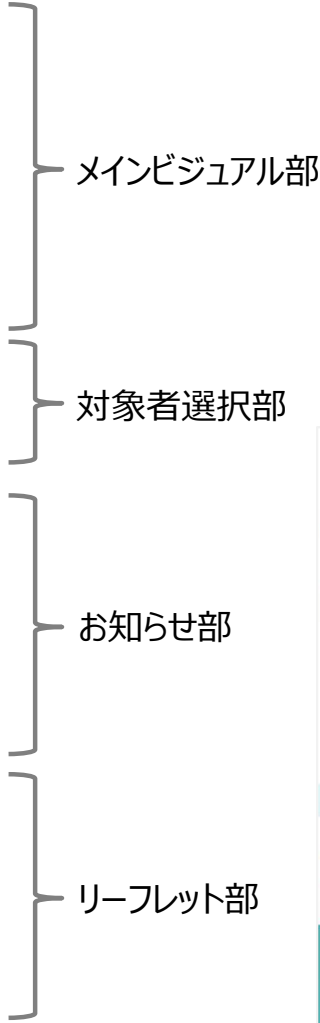 メインビジュアル部
対象者選択部
お知らせ部
リーフレット部